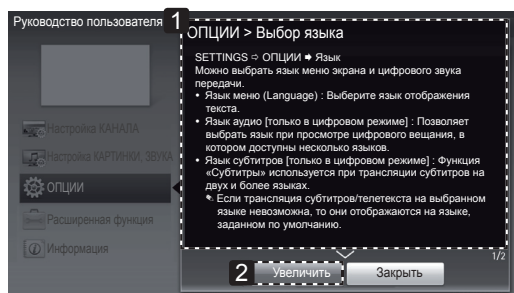 Руководство пользователя
1
ОПЦИИ > Выбор языка
SETTINGS ⇨ ОПЦИИ ➡ Язык
Можно выбрать язык меню экрана и цифрового звука
передачи.
• Язык меню (Language) : Выберите язык отображения
текста.
• Язык аудио [только в цифровом режиме] : Позволяет
выбрать язык при просмотре цифрового вещания, в
котором доступны несколько языков.
• Язык субтитров [только в цифровом режиме] : Функция
«Субтитры» используется при трансляции субтитров на
двух и более языках.
✎ Если трансляция субтитров/телетекста на выбранном
языке невозможна, то они отображаются на языке,
заданном по умолчанию.
Настройка КАНАЛА
Настройка КАРТИНКИ, ЗВУКА
ОПЦИИ
Расширенная функция
Информация
1/2
2
Увеличить
Закрыть